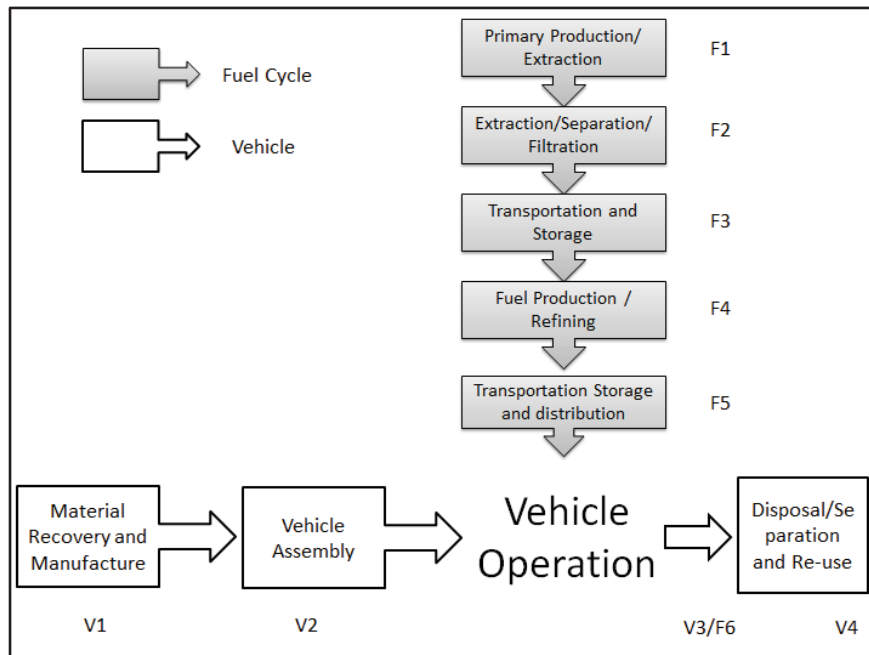 Fuel Cycle
Vehicle
Primary Production/
Extraction
F1
Extraction/Separation/
Filtration
F2
Transportation and
Storage
F3
Fuel Production /
Refining
F4
Transportation Storage
and distribution
F5
Material
Recovery and
Manufacture
Vehicle
Assembly
Vehicle
Operation
Disposal/Se
paration
and Re-use
V1
V2
V3/F6
V4